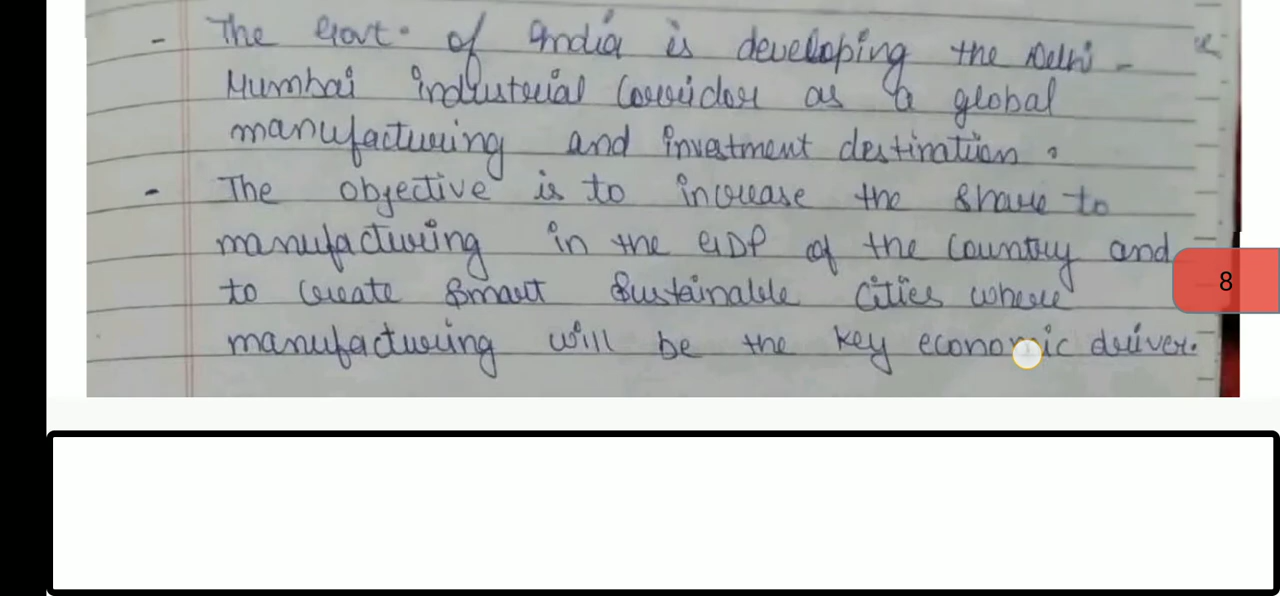 - The Govt. of India is developing the Delhi -
Mumbai industrial Corridor as a global
manufacturing and investment destination.
- The objective is to increase the share to
manufacturing in the GDP of the country and
to create smart sustainable cities where
manufacturing will be the key economic driver.
8